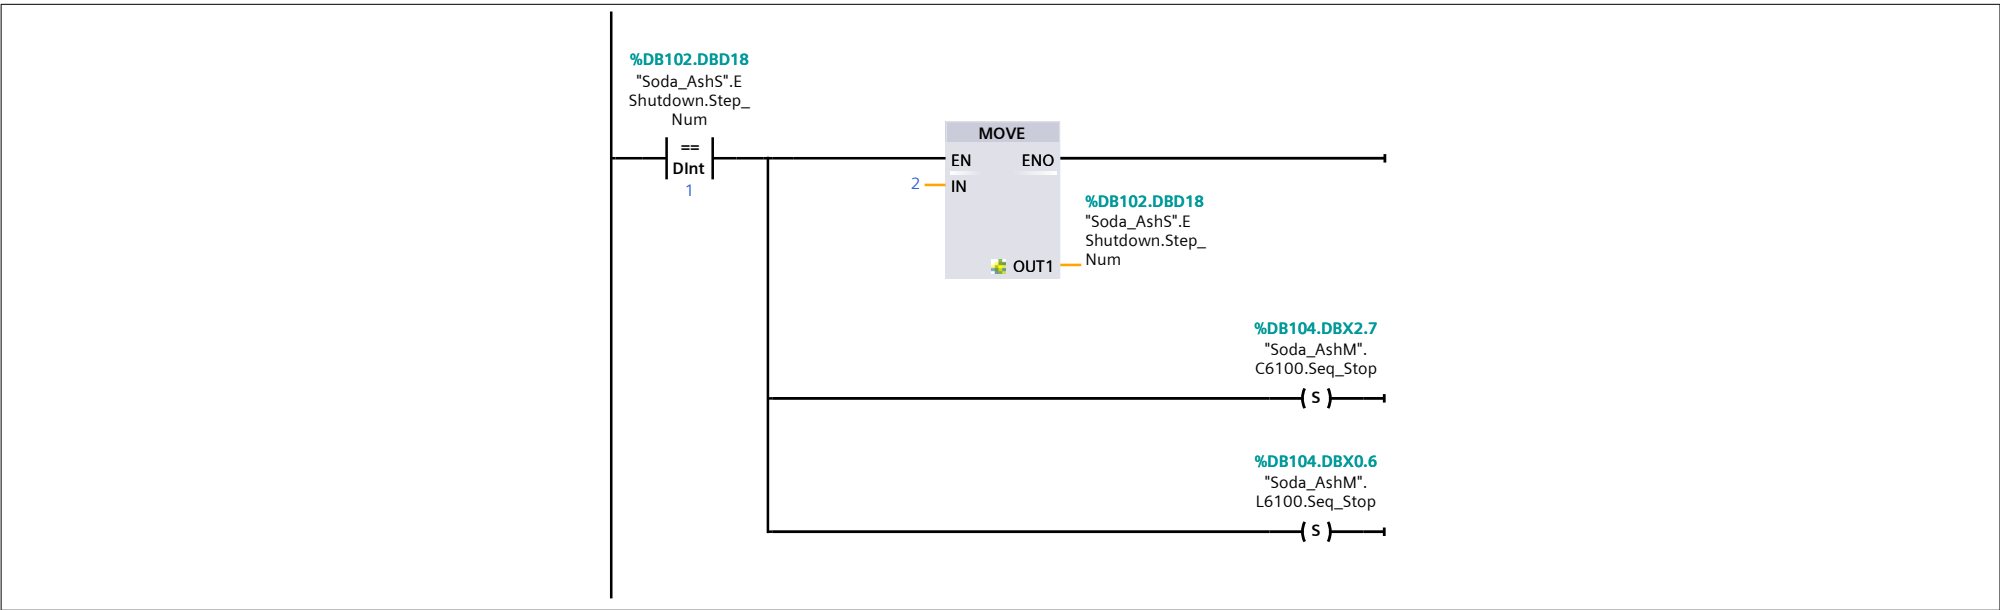 %DB102.DBD18
"Soda_AshS".E
Shutdown.Step_
Num
==
DInt
1
MOVE
EN ENO
2 IN
%DB102.DBD18
"Soda_AshS".E
Shutdown.Step_
Num
OUT1
%DB104.DBX2.7
"Soda_AshM".
C6100.Seq_Stop
( S )
%DB104.DBX0.6
"Soda_AshM".
L6100.Seq_Stop
( S )